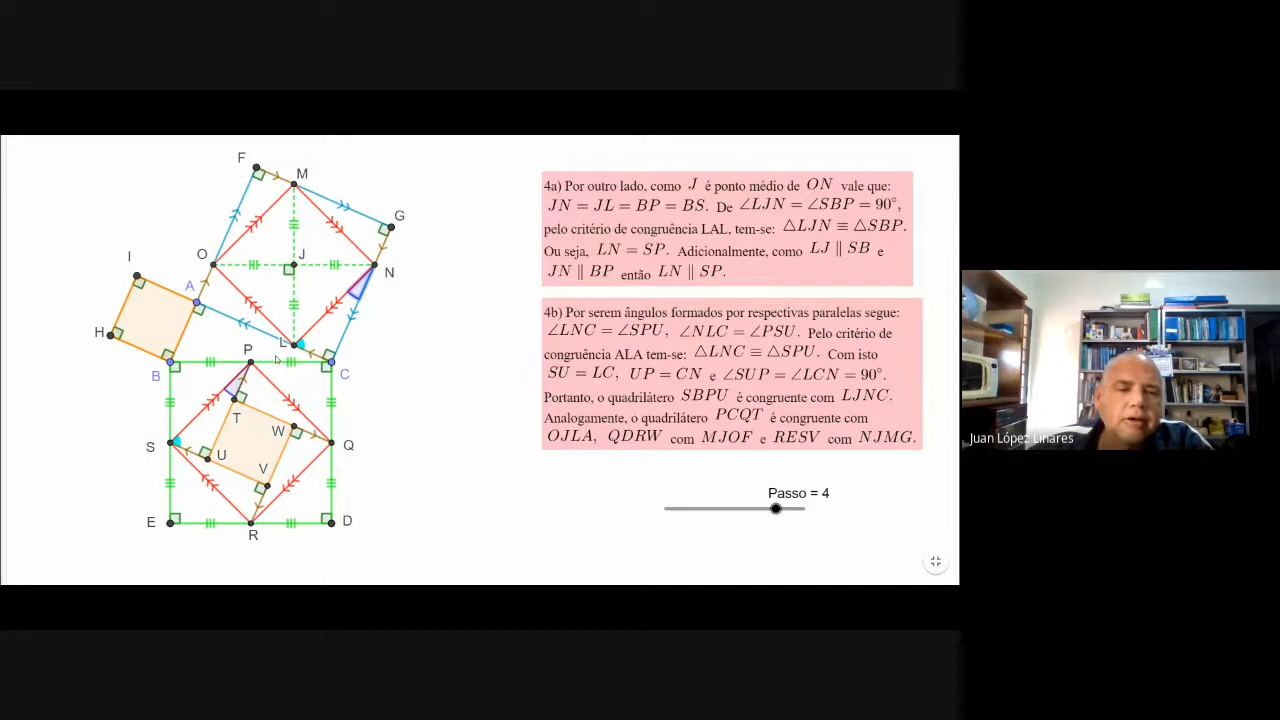 F
M
G
I
O
J
N
A
H
P
L
B
C
T
W
S
U
Q
V
E
D
R
4a) Por outro lado, como J é ponto médio de ON vale que:
JN = JL = BP = BS. De ∠LJN = ∠SBP = 90°,
pelo critério de congruência LAL, tem-se: △LJN ≡ △SBP.
Ou seja, LN = SP. Adicionalmente, como LJ ∥ SB e
JN ∥ BP então LN ∥ SP.
4b) Por serem ângulos formados por respectivas paralelas segue:
∠LNC = ∠SPU, ∠NLC = ∠PSU. Pelo critério de
congruência ALA tem-se: △LNC ≡ △SPU. Com isto
SU = LC, UP = CN e ∠SUP = ∠LCN = 90°.
Portanto, o quadrilátero SBPU é congruente com LJNC.
Analogamente, o quadrilátero PCQT é congruente com
OJLA, QDRW com MJOF e RESV com NJMG.
Passo = 4
Juan López Linares